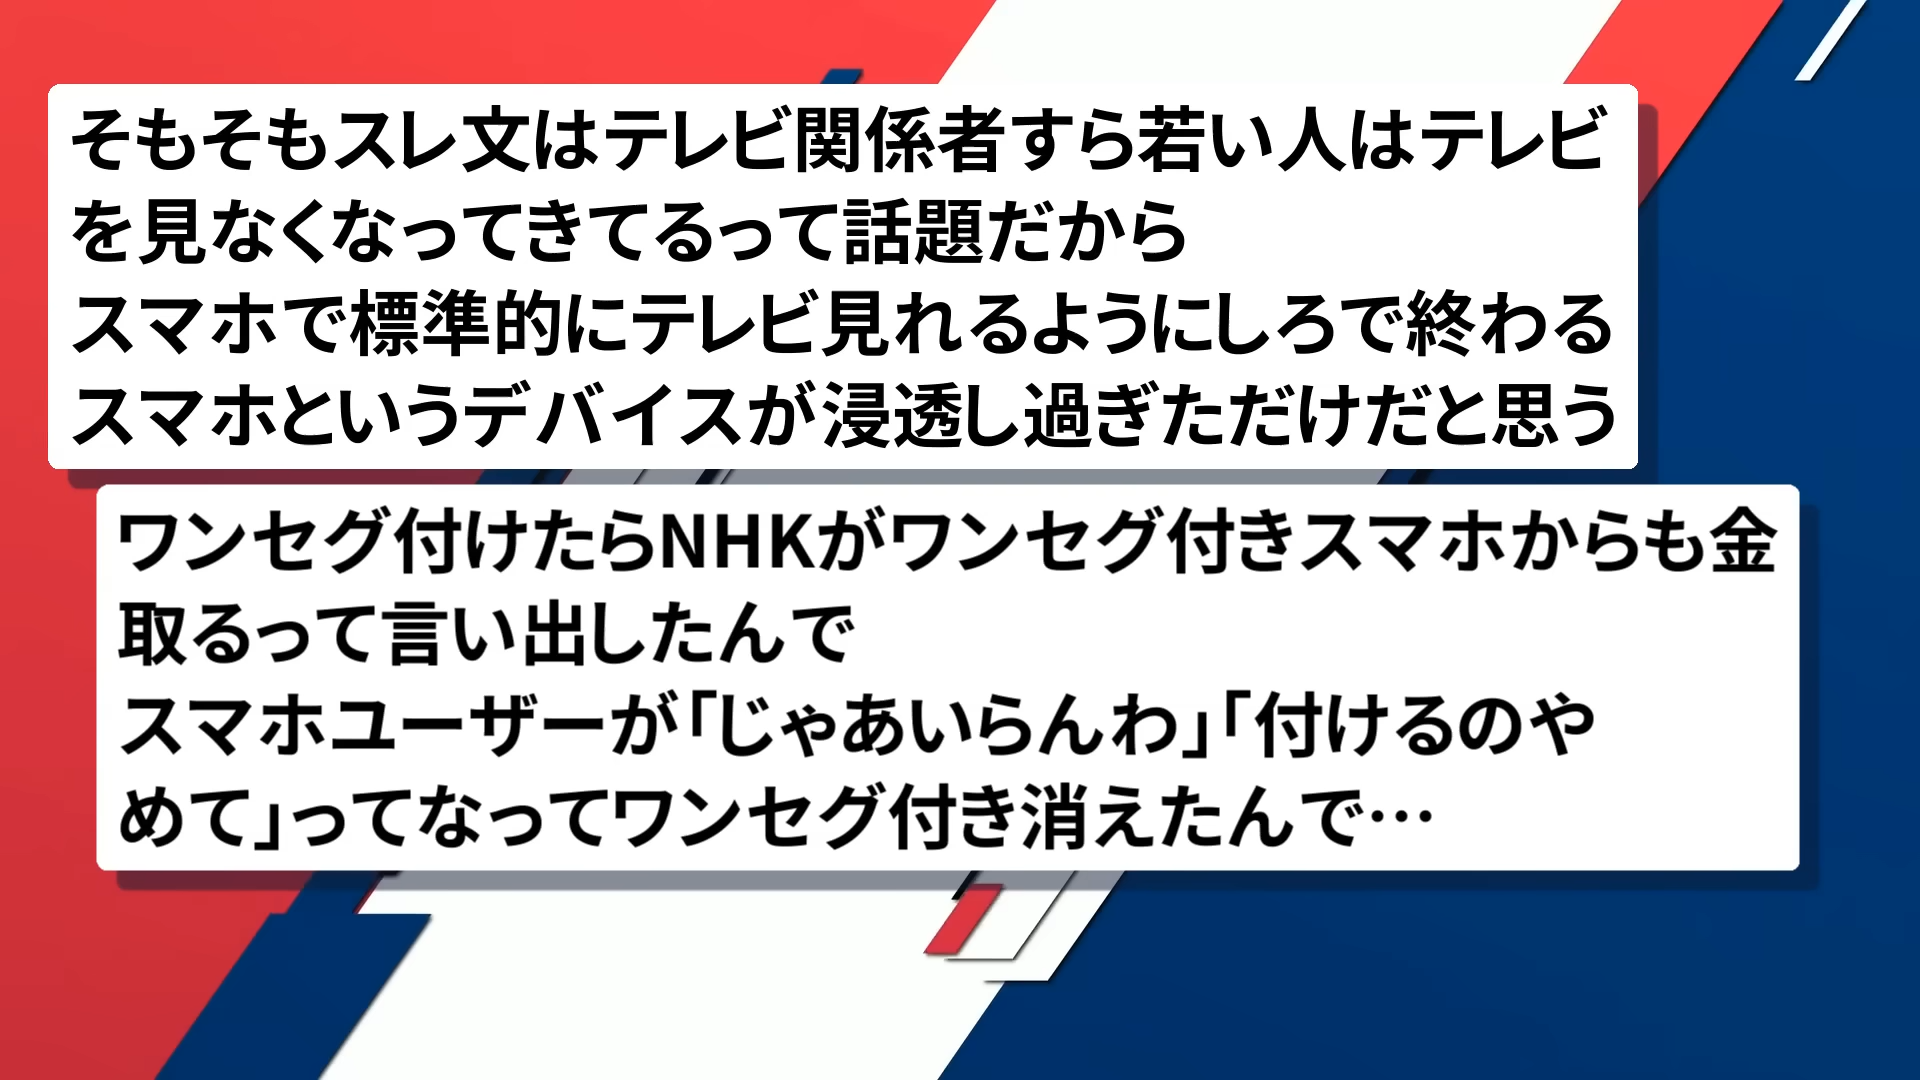 そもそもスレ文はテレビ関係者すら若い人はテレビ
を見なくなってきてるって話題だから
スマホで標準的にテレビ見れるようにしろで終わる
スマホというデバイスが浸透し過ぎただけだと思う
ワンセグ付けたらNHKがワンセグ付きスマホからも金
取るって言い出したんで
スマホユーザーが「じゃあいらんわ」「付けるのや
めて」ってなってワンセグ付き消えたんで…